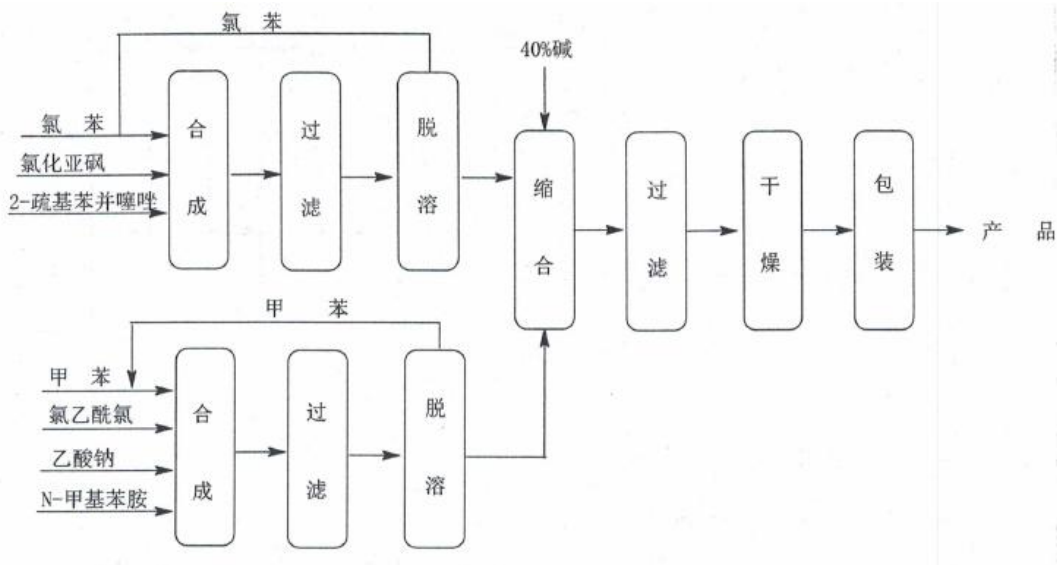 氯 苯
40%碱
氯 苯
氯化亚砜
2-巯基苯并噻唑
合成
过滤
脱溶
缩合
过滤
干燥
包装
产 品
甲 苯
甲 苯
氯乙酰氯
乙酸钠
N-甲基苯胺
合成
过滤
脱溶